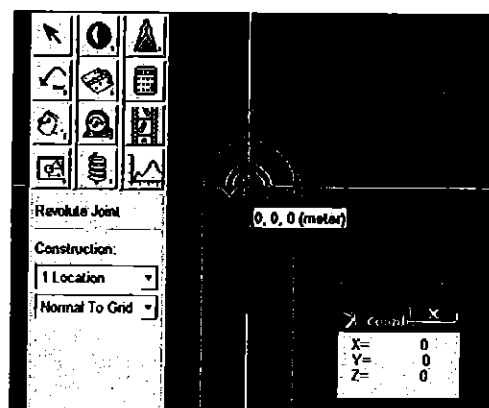 Revolute Joint
Construction:
1 Location
Normal To Grid
0, 0, 0 (meter)
X= 0
Y= 0
Z= 0